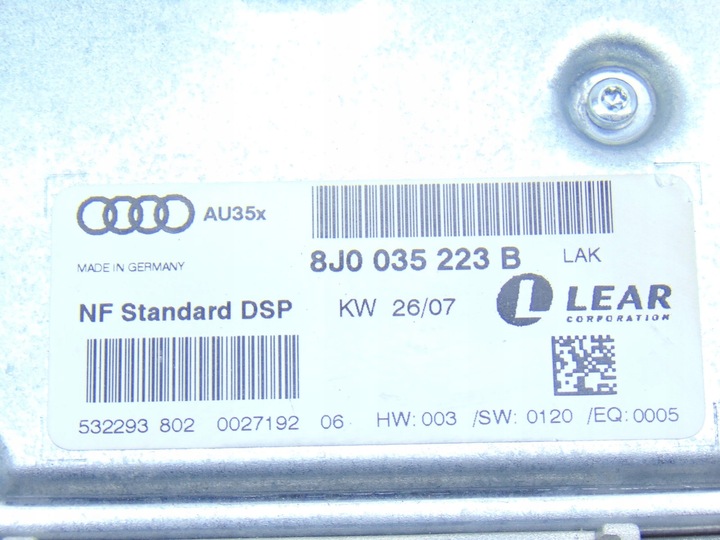 AU35x
MADE IN GERMANY
8J0 035 223 B LAK
NF Standard DSP KW 26/07
L LEAR
CORPORATION
532293 802 0027192 06 HW:003 /SW: 0120 /EQ:0005